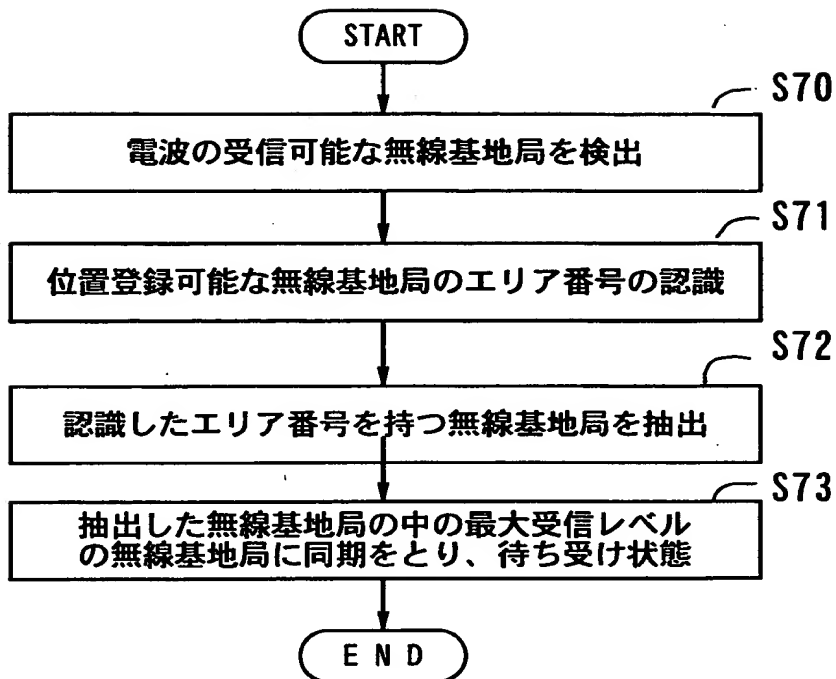 START
S70
電波の受信可能な無線基地局を検出
S71
位置登録可能な無線基地局のエリア番号の認識
S72
認識したエリア番号を持つ無線基地局を抽出
S73
抽出した無線基地局の中の最大受信レベル
の無線基地局に同期をとり、待ち受け状態
END